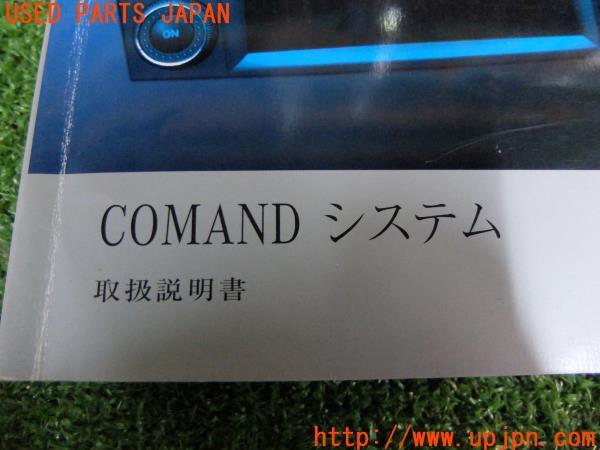 USED PARTS JAPAN
ON
COMAND システム
取扱説明書
http://www.upjpn.com